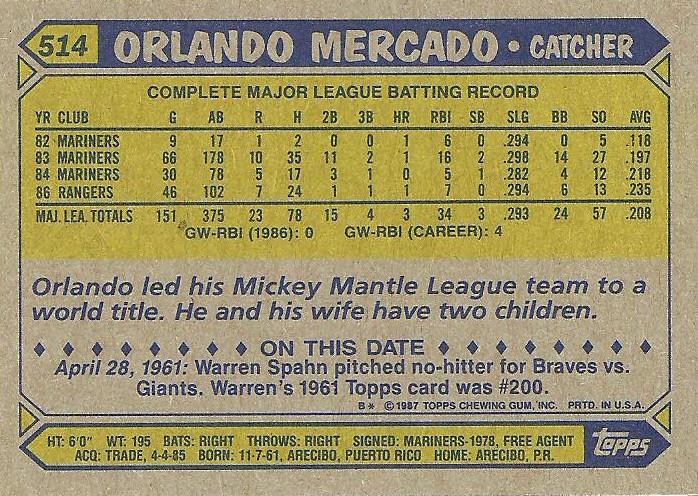 514 ORLANDO MERCADO • CATCHER
COMPLETE MAJOR LEAGUE BATTING RECORD
YR CLUB G AB R H 2B 3B HR RBI SB SLG BB SO AVG
82 MARINERS 9 17 1 2 0 0 1 6 0 .294 0 5 .118
83 MARINERS 66 178 10 35 11 2 1 16 2 .298 14 27 .197
84 MARINERS 30 78 5 17 3 1 0 5 1 .282 4 12 .218
86 RANGERS 46 102 7 24 1 1 1 7 0 .294 6 13 .235
MAJ. LEA. TOTALS 151 375 23 78 15 4 3 34 3 .293 24 57 .208
GW-RBI (1986): 0 GW-RBI (CAREER): 4
Orlando led his Mickey Mantle League team to a
world title. He and his wife have two children.
♦ ♦ ♦ ♦ ♦ ♦ ♦ ♦ ON THIS DATE ♦ ♦ ♦ ♦ ♦ ♦ ♦ ♦
April 28, 1961: Warren Spahn pitched no-hitter for Braves vs.
Giants. Warren's 1961 Topps card was #200.
B* ©1987 TOPPS CHEWING GUM, INC. PRTD. IN U.S.A.
HT: 6'0" WT: 195 BATS: RIGHT THROWS: RIGHT SIGNED: MARINERS-1978, FREE AGENT
ACQ: TRADE, 4-4-85 BORN: 11-7-61, ARECIBO, PUERTO RICO HOME: ARECIBO, P.R.
topps